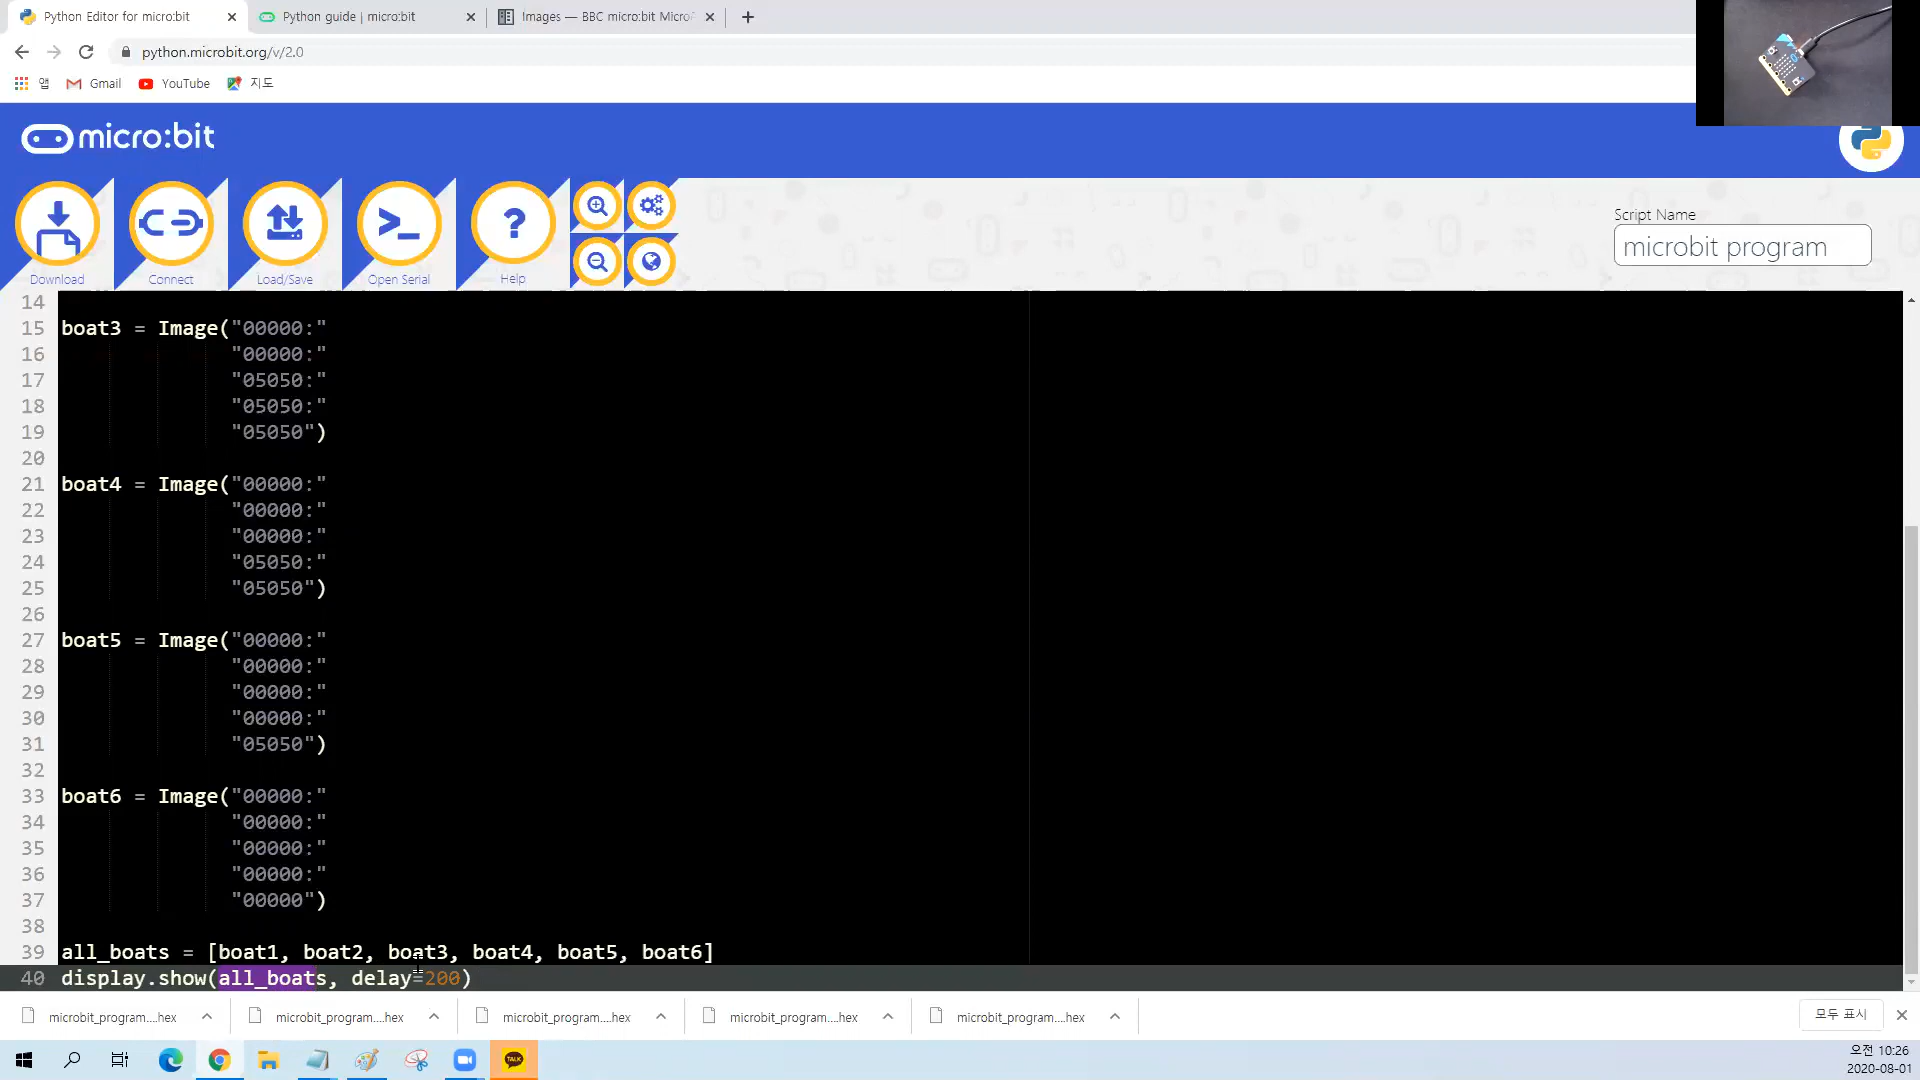 Python Editor for micro:bit
Python guide | micro:bit
Images — BBC micro:bit Micro
python.microbit.org/v/2.0
앱
Gmail
YouTube
지도
micro:bit
Download
Connect
Load/Save
Open Serial
Help
Script Name
microbit program
14
15 boat3 = Image("00000:"
16 "00000:"
17 "05050:"
18 "05050:"
19 "05050")
20
21 boat4 = Image("00000:"
22 "00000:"
23 "00000:"
24 "05050:"
25 "05050")
26
27 boat5 = Image("00000:"
28 "00000:"
29 "00000:"
30 "00000:"
31 "05050")
32
33 boat6 = Image("00000:"
34 "00000:"
35 "00000:"
36 "00000:"
37 "00000")
38
39 all_boats = [boat1, boat2, boat3, boat4, boat5, boat6]
40 display.show(all_boats, delay=200)
microbit_program....hex
microbit_program....hex
microbit_program....hex
microbit_program....hex
microbit_program....hex
모두 표시
TALK
오전 10:26
2020-08-01